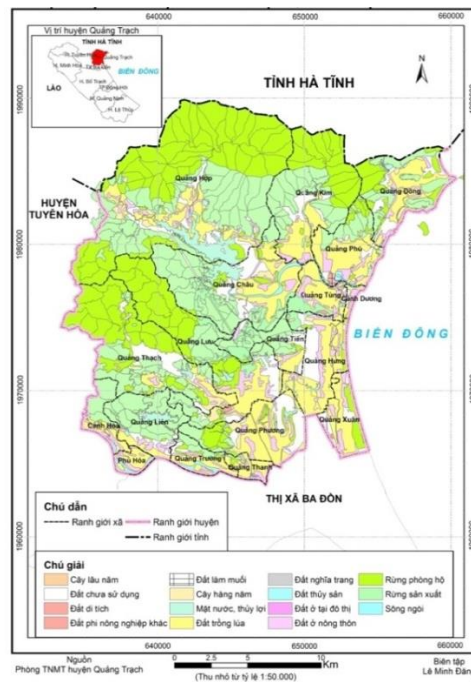 640000 650000 660000
Vị trí huyện Quảng Trạch
TỈNH HÀ TĨNH
BIỂN ĐÔNG
LÀO
TỈNH HÀ TĨNH
N
1990000
1990000
HUYỆN
TUYÊN HÓA
Quảng Hợp
Quảng Kim
Quảng Đông
1980000
1980000
Quảng Phú
Quảng Châu
Quảng Tùng
Cảnh Dương
BIỂN ĐÔNG
Quảng Lưu
Quảng Tiến
Quảng Hưng
Quảng Thạch
1970000
1970000
Quảng Xuân
Cảnh Hóa
Quảng Liên
Quảng Phương
Phù Hóa
Quảng Trường
Quảng Thanh
THỊ XÃ BA ĐỒN
1960000
1960000
Chú dẫn
Ranh giới xã
Ranh giới huyện
Ranh giới tỉnh
Chú giải
Cây lâu năm
Đất làm muối
Đất nghĩa trang
Rừng phòng hộ
Đất chưa sử dụng
Cây hàng năm
Đất thủy sản
Rừng sản xuất
Đất di tích
Mặt nước, thủy lợi
Đất ở tại đô thị
Sông ngòi
Đất phi nông nghiệp khác
Đất trồng lúa
Đất ở nông thôn
640000 650000 660000
Nguồn
Phòng TNMT huyện Quảng Trạch
0 2.5 5 10
Km
(Thu nhỏ từ tỷ lệ 1:50.000)
Biên tập
Lê Minh Đán